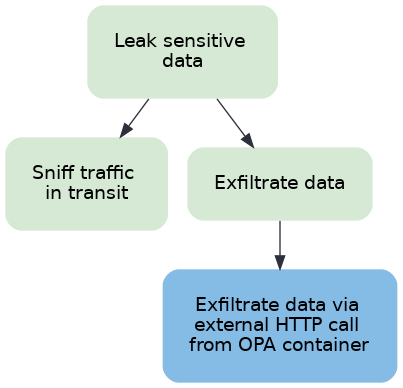 Leak sensitive
data
Sniff traffic
in transit
Exfiltrate data
Exfiltrate data via
external HTTP call
from OPA container